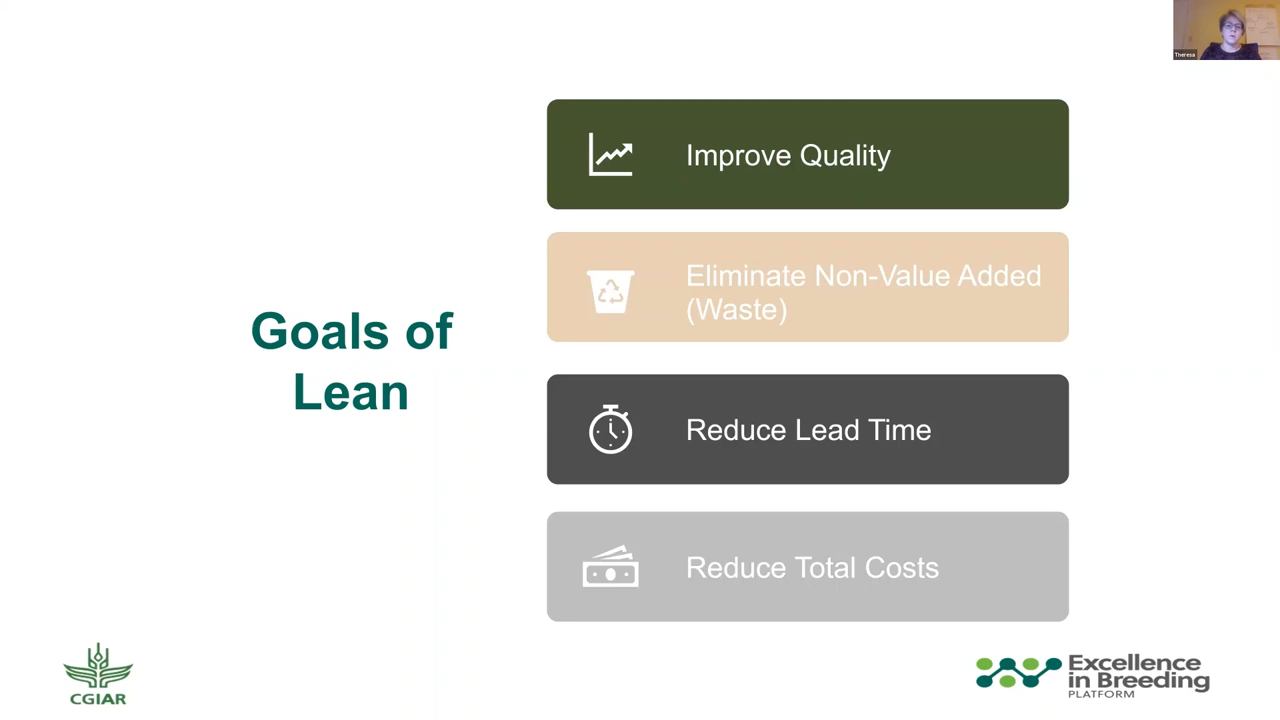 Theresa
Goals of
Lean
Improve Quality
Eliminate Non-Value Added
(Waste)
Reduce Lead Time
Reduce Total Costs
CGIAR
Excellence
in Breeding
PLATFORM